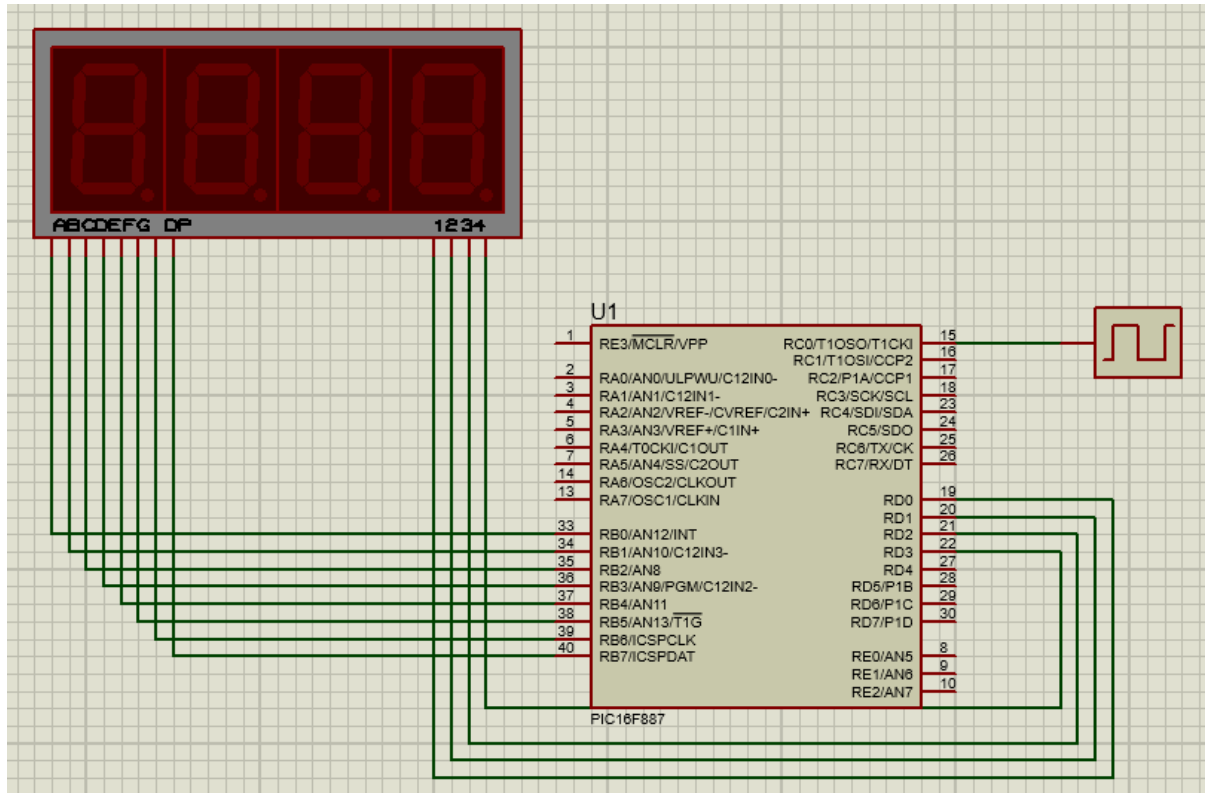 ABCDEFG DP
1234
U1
1 RE3/MCLR/VPP
RC0/T1OSO/T1CKI 15
RC1/T1OSI/CCP2 16
2 RA0/AN0/ULPWU/C12IN0-
RC2/P1A/CCP1 17
3 RA1/AN1/C12IN1-
RC3/SCK/SCL 18
4 RA2/AN2/VREF-/CVREF/C2IN+
RC4/SDI/SDA 23
5 RA3/AN3/VREF+/C1IN+
RC5/SDO 24
6 RA4/T0CKI/C1OUT
RC6/TX/CK 25
7 RA5/AN4/SS/C2OUT
RC7/RX/DT 26
14 RA6/OSC2/CLKOUT
13 RA7/OSC1/CLKIN
RD0 19
RD1 20
33 RB0/AN12/INT
RD2 21
34 RB1/AN10/C12IN3-
RD3 22
35 RB2/AN8
RD4 27
36 RB3/AN9/PGM/C12IN2-
RD5/P1B 28
37 RB4/AN11
RD6/P1C 29
38 RB5/AN13/T1G
RD7/P1D 30
39 RB6/ICSPCLK
40 RB7/ICSPDAT
RE0/AN5 8
RE1/AN6 9
RE2/AN7 10
PIC16F887